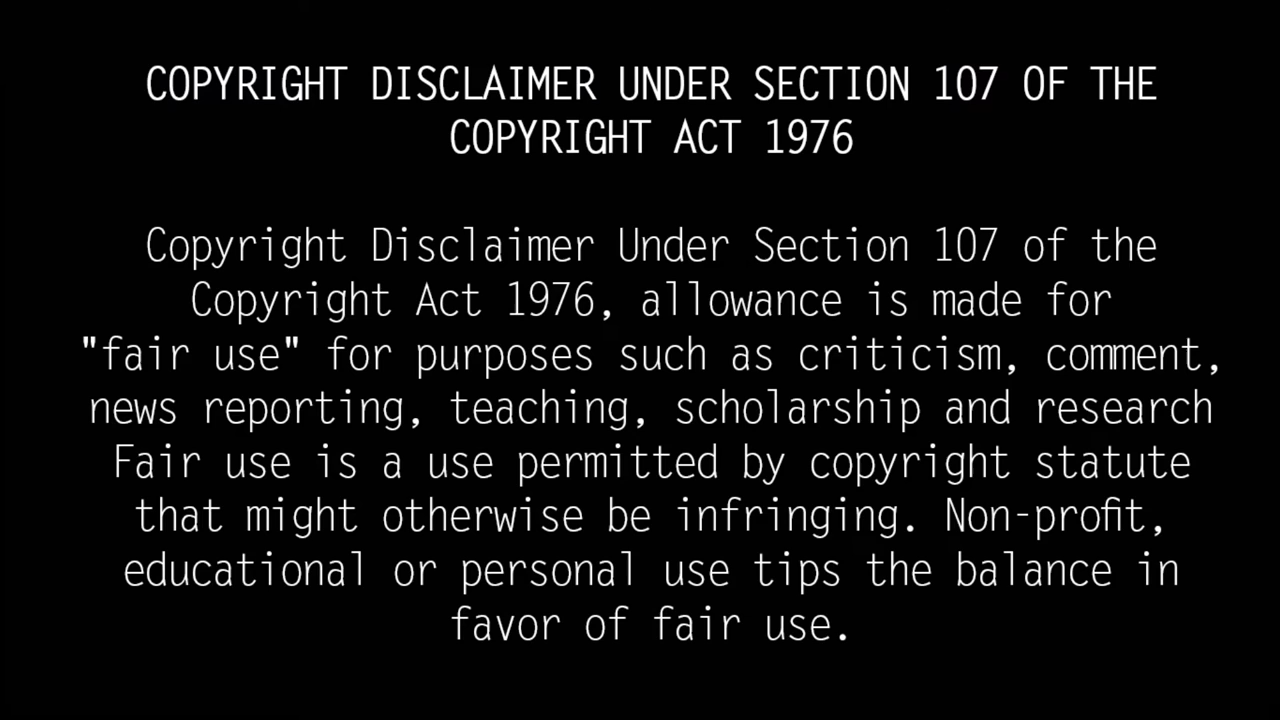 COPYRIGHT DISCLAIMER UNDER SECTION 107 OF THE
COPYRIGHT ACT 1976
Copyright Disclaimer Under Section 107 of the
Copyright Act 1976, allowance is made for
"fair use" for purposes such as criticism, comment,
news reporting, teaching, scholarship and research
Fair use is a use permitted by copyright statute
that might otherwise be infringing. Non-profit,
educational or personal use tips the balance in
favor of fair use.